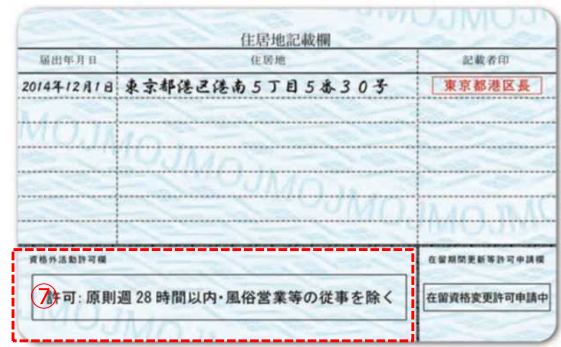 住居地記載欄
届出年月日 住居地 記載者印
2014年12月1日 東京都港区港南5丁目5番30号 東京都港区長
MOJMOJMOJMOJMOJMOJ
資格外活動許可欄 在留期間更新等許可申請欄
⑦許可: 原則週 28 時間以内・風俗営業等の従事を除く 在留資格変更許可申請中